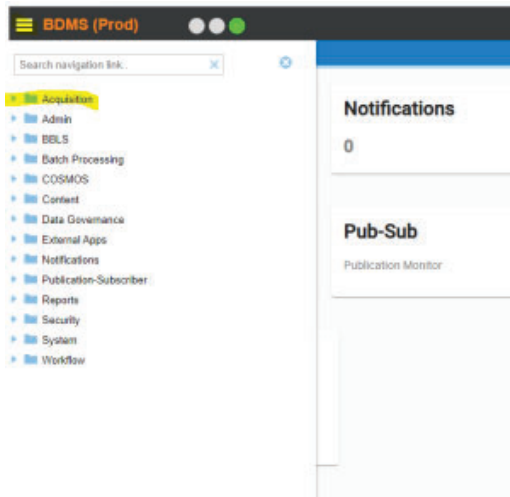 BDMS (Prod)
Search navigation link..
Acquisition
Admin
BBLS
Batch Processing
COSMOS
Content
Data Governance
External Apps
Notifications
Publication-Subscriber
Reports
Security
System
Workflow
Notifications
0
Pub-Sub
Publication Monitor